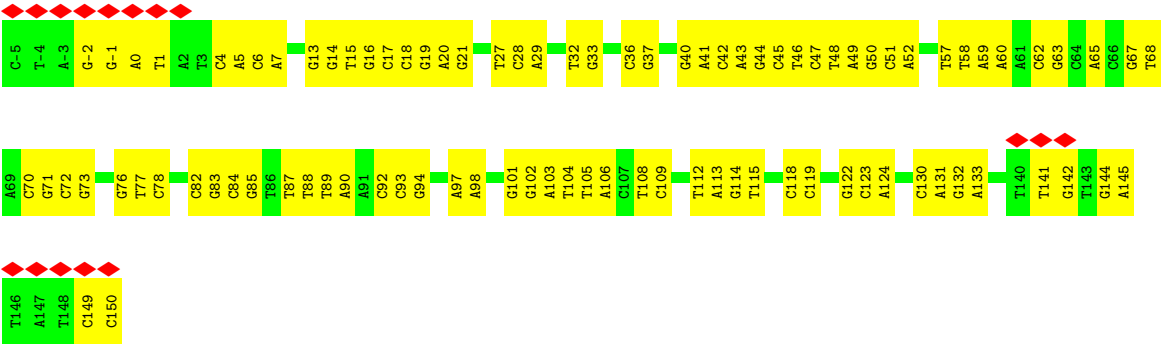 C-5 T-4 A-3 G-2 G-1 A0 T1 A2 T3 C4 A5 C6 A7 G13 G14 T15 G16 C17 C18 G19 A20 G21 T27 C28 A29 T32 G33 C36 G37 G40 A41 C42 A43 G44 C45 T46 C47 T48 A49 G50 C51 A52 T57 T58 A59 A60 A61 C62 G63 C64 A65 C66 G67 T68
A69 C70 G71 C72 G73 G76 T77 C78 C82 G83 C84 G85 T86 T87 T88 T89 A90 A91 C92 C93 G94 A97 A98 G101 G102 A103 T104 T105 A106 C107 T108 C109 T112 A113 G114 T115 C118 C119 G122 C123 A124 C130 A131 G132 A133 T140 T141 G142 T143 G144 A145
T146 A147 T148 C149 C150